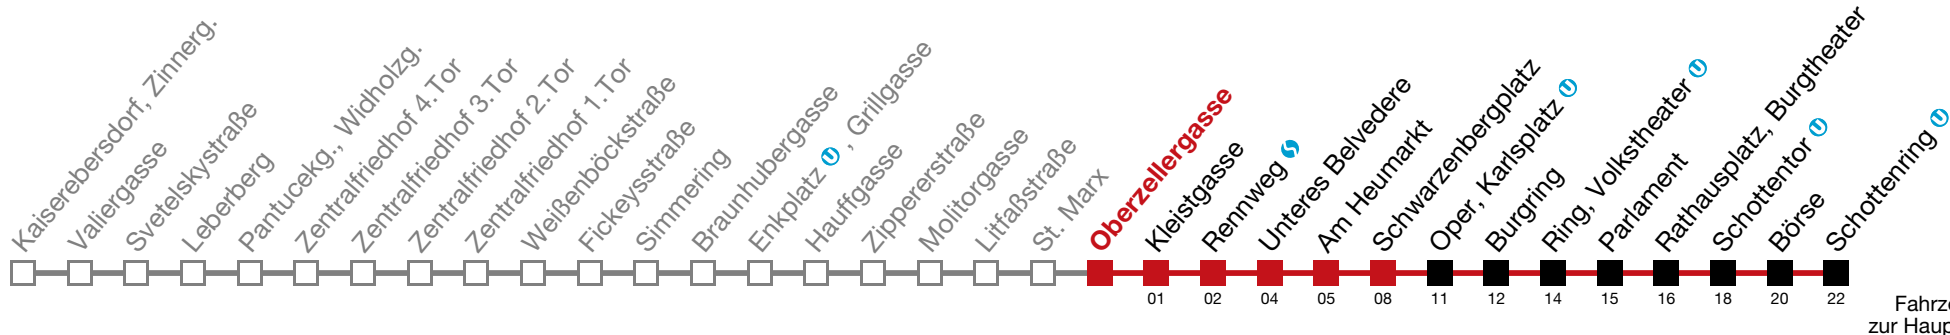 Kaiserebersdorf, Zinnerg.
Valiergasse
Svetelskystraße
Leberberg
Pantucekg., Widholzg.
Zentralfriedhof 4. Tor
Zentralfriedhof 3. Tor
Zentralfriedhof 2. Tor
Zentralfriedhof 1. Tor
Weißenböckstraße
Fickeysstraße
Simmering
Braunhubergasse
Enkplatz U, Grillgasse
Hauffgasse
Zippererstraße
Molitorgasse
Litfaßstraße
St. Marx
Oberzellergasse
Kleistgasse
Rennweg S
Unteres Belvedere
Am Heumarkt
Schwarzenbergplatz
Oper, Karlsplatz U
Burgring
Ring, Volkstheater U
Parlament
Rathausplatz, Burgtheater
Schottentor U
Börse
Schottenring U
01 02 04 05 08 11 12 14 15 16 18 20 22
Fahrze
zur Haup